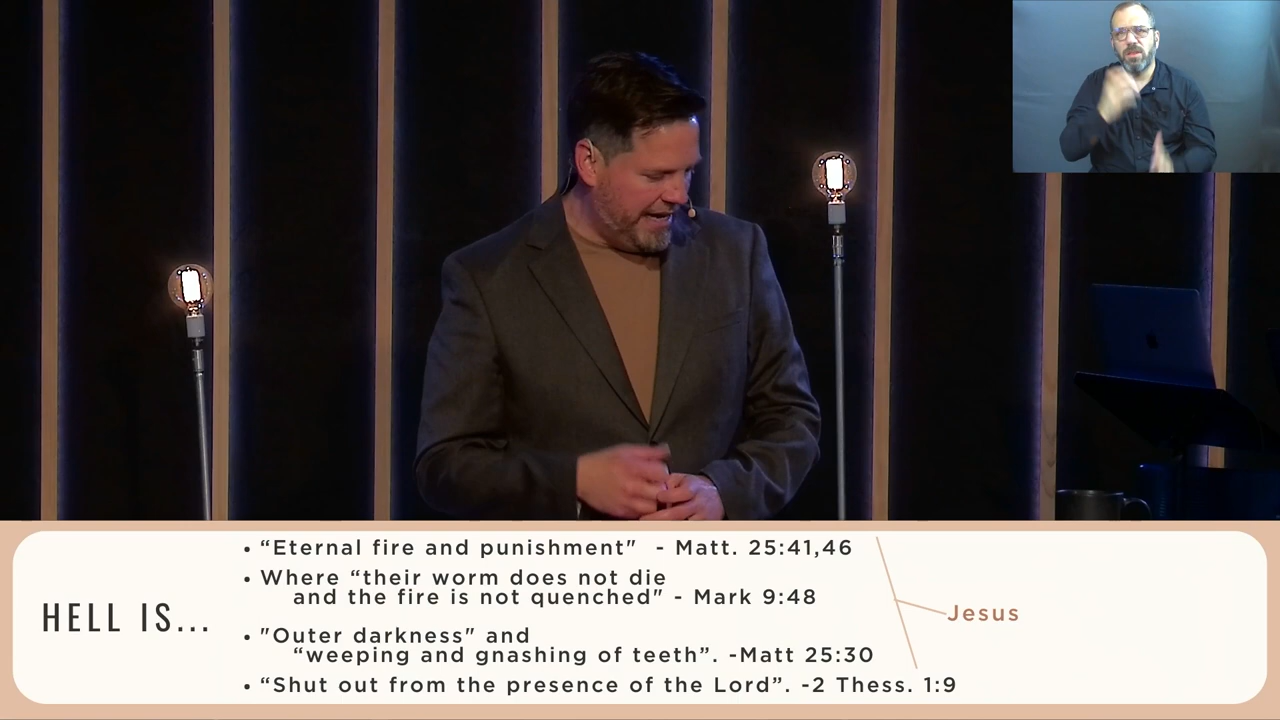 HELL IS...
• “Eternal fire and punishment" - Matt. 25:41,46
• Where “their worm does not die
and the fire is not quenched" - Mark 9:48
• "Outer darkness" and
“weeping and gnashing of teeth”. -Matt 25:30
• “Shut out from the presence of the Lord”. -2 Thess. 1:9
Jesus